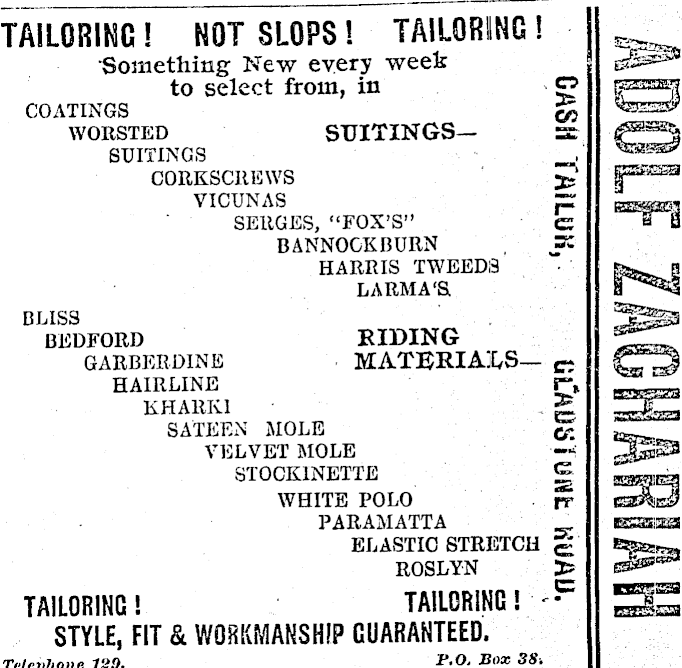 TAILORING! NOT SLOPS! TAILORING!
Something New every week
to select from, in
COATINGS
WORSTED SUITINGS—
SUITINGS
CORKSCREWS
VICUNAS
SERGES, "FOX'S"
BANNOCKBURN
HARRIS TWEEDS
LARMA'S
BLISS
BEDFORD RIDING
GARBERDINE MATERIALS—
HAIRLINE
KHARKI
SATEEN MOLE
VELVET MOLE
STOCKINETTE
WHITE POLO
PARAMATTA
ELASTIC STRETCH
ROSLYN
TAILORING! TAILORING!
STYLE, FIT & WORKMANSHIP GUARANTEED.
Telephone 129. P.O. Box 38.
CASH TAILOR, GLADSTONE ROAD.
ADOLF ZACHARIAH